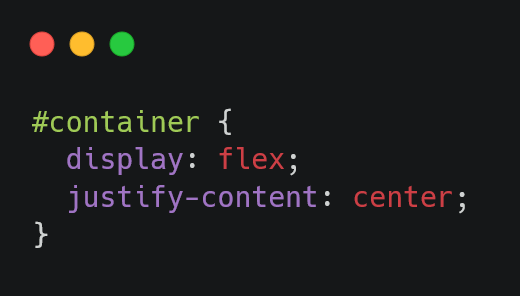 #container {
  display: flex;
  justify-content: center;
}